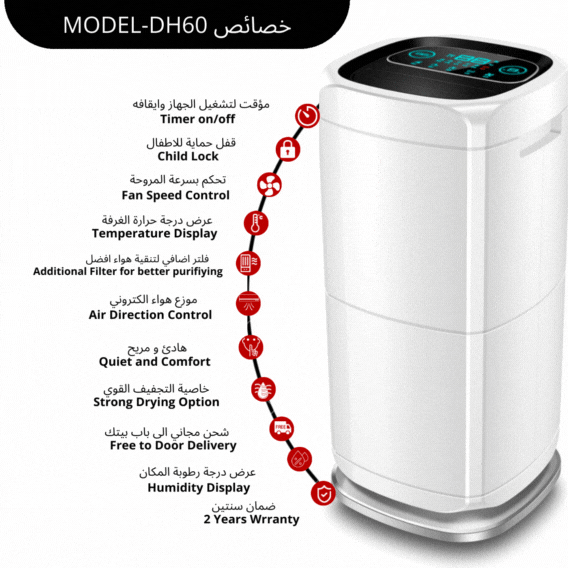 خصائص MODEL-DH60
مؤقت لتشغيل الجهاز وايقافه
Timer on/off
قفل حماية للاطفال
Child Lock
تحكم بسرعة المروحة
Fan Speed Control
عرض درجة حرارة الغرفة
Temperature Display
فلتر اضافي لتنقية هواء افضل
Additional Filter for better purifiying
موزع هواء الكتروني
Air Direction Control
هادئ و مريح
Quiet and Comfort
خاصية التجفيف القوي
Strong Drying Option
شحن مجاني الى باب بيتك
Free to Door Delivery
FREE
عرض درجة رطوبة المكان
Humidity Display
ضمان سنتين
2 Years Wrranty